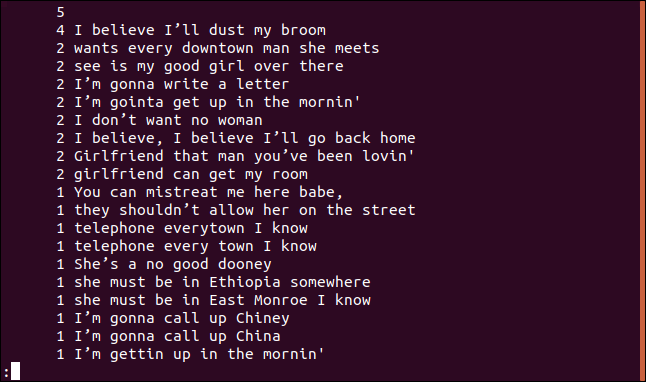 5
4 I believe I’ll dust my broom
2 wants every downtown man she meets
2 see is my good girl over there
2 I’m gonna write a letter
2 I’m gointa get up in the mornin'
2 I don’t want no woman
2 I believe, I believe I’ll go back home
2 Girlfriend that man you’ve been lovin'
2 girlfriend can get my room
1 You can mistreat me here babe,
1 they shouldn’t allow her on the street
1 telephone everytown I know
1 telephone every town I know
1 She’s a no good dooney
1 she must be in Ethiopia somewhere
1 she must be in East Monroe I know
1 I’m gonna call up Chiney
1 I’m gonna call up China
1 I’m gettin up in the mornin'
: